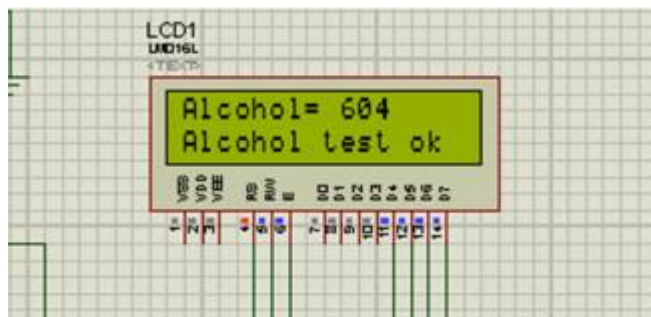 LCD1
LMD16L
<TEXT>
Alcohol= 604
Alcohol test ok
VSS VDD VEE RS RW E D0 D1 D2 D3 D4 D5 D6 D7
1 2 3 4 5 6 7 8 9 10 11 12 13 14